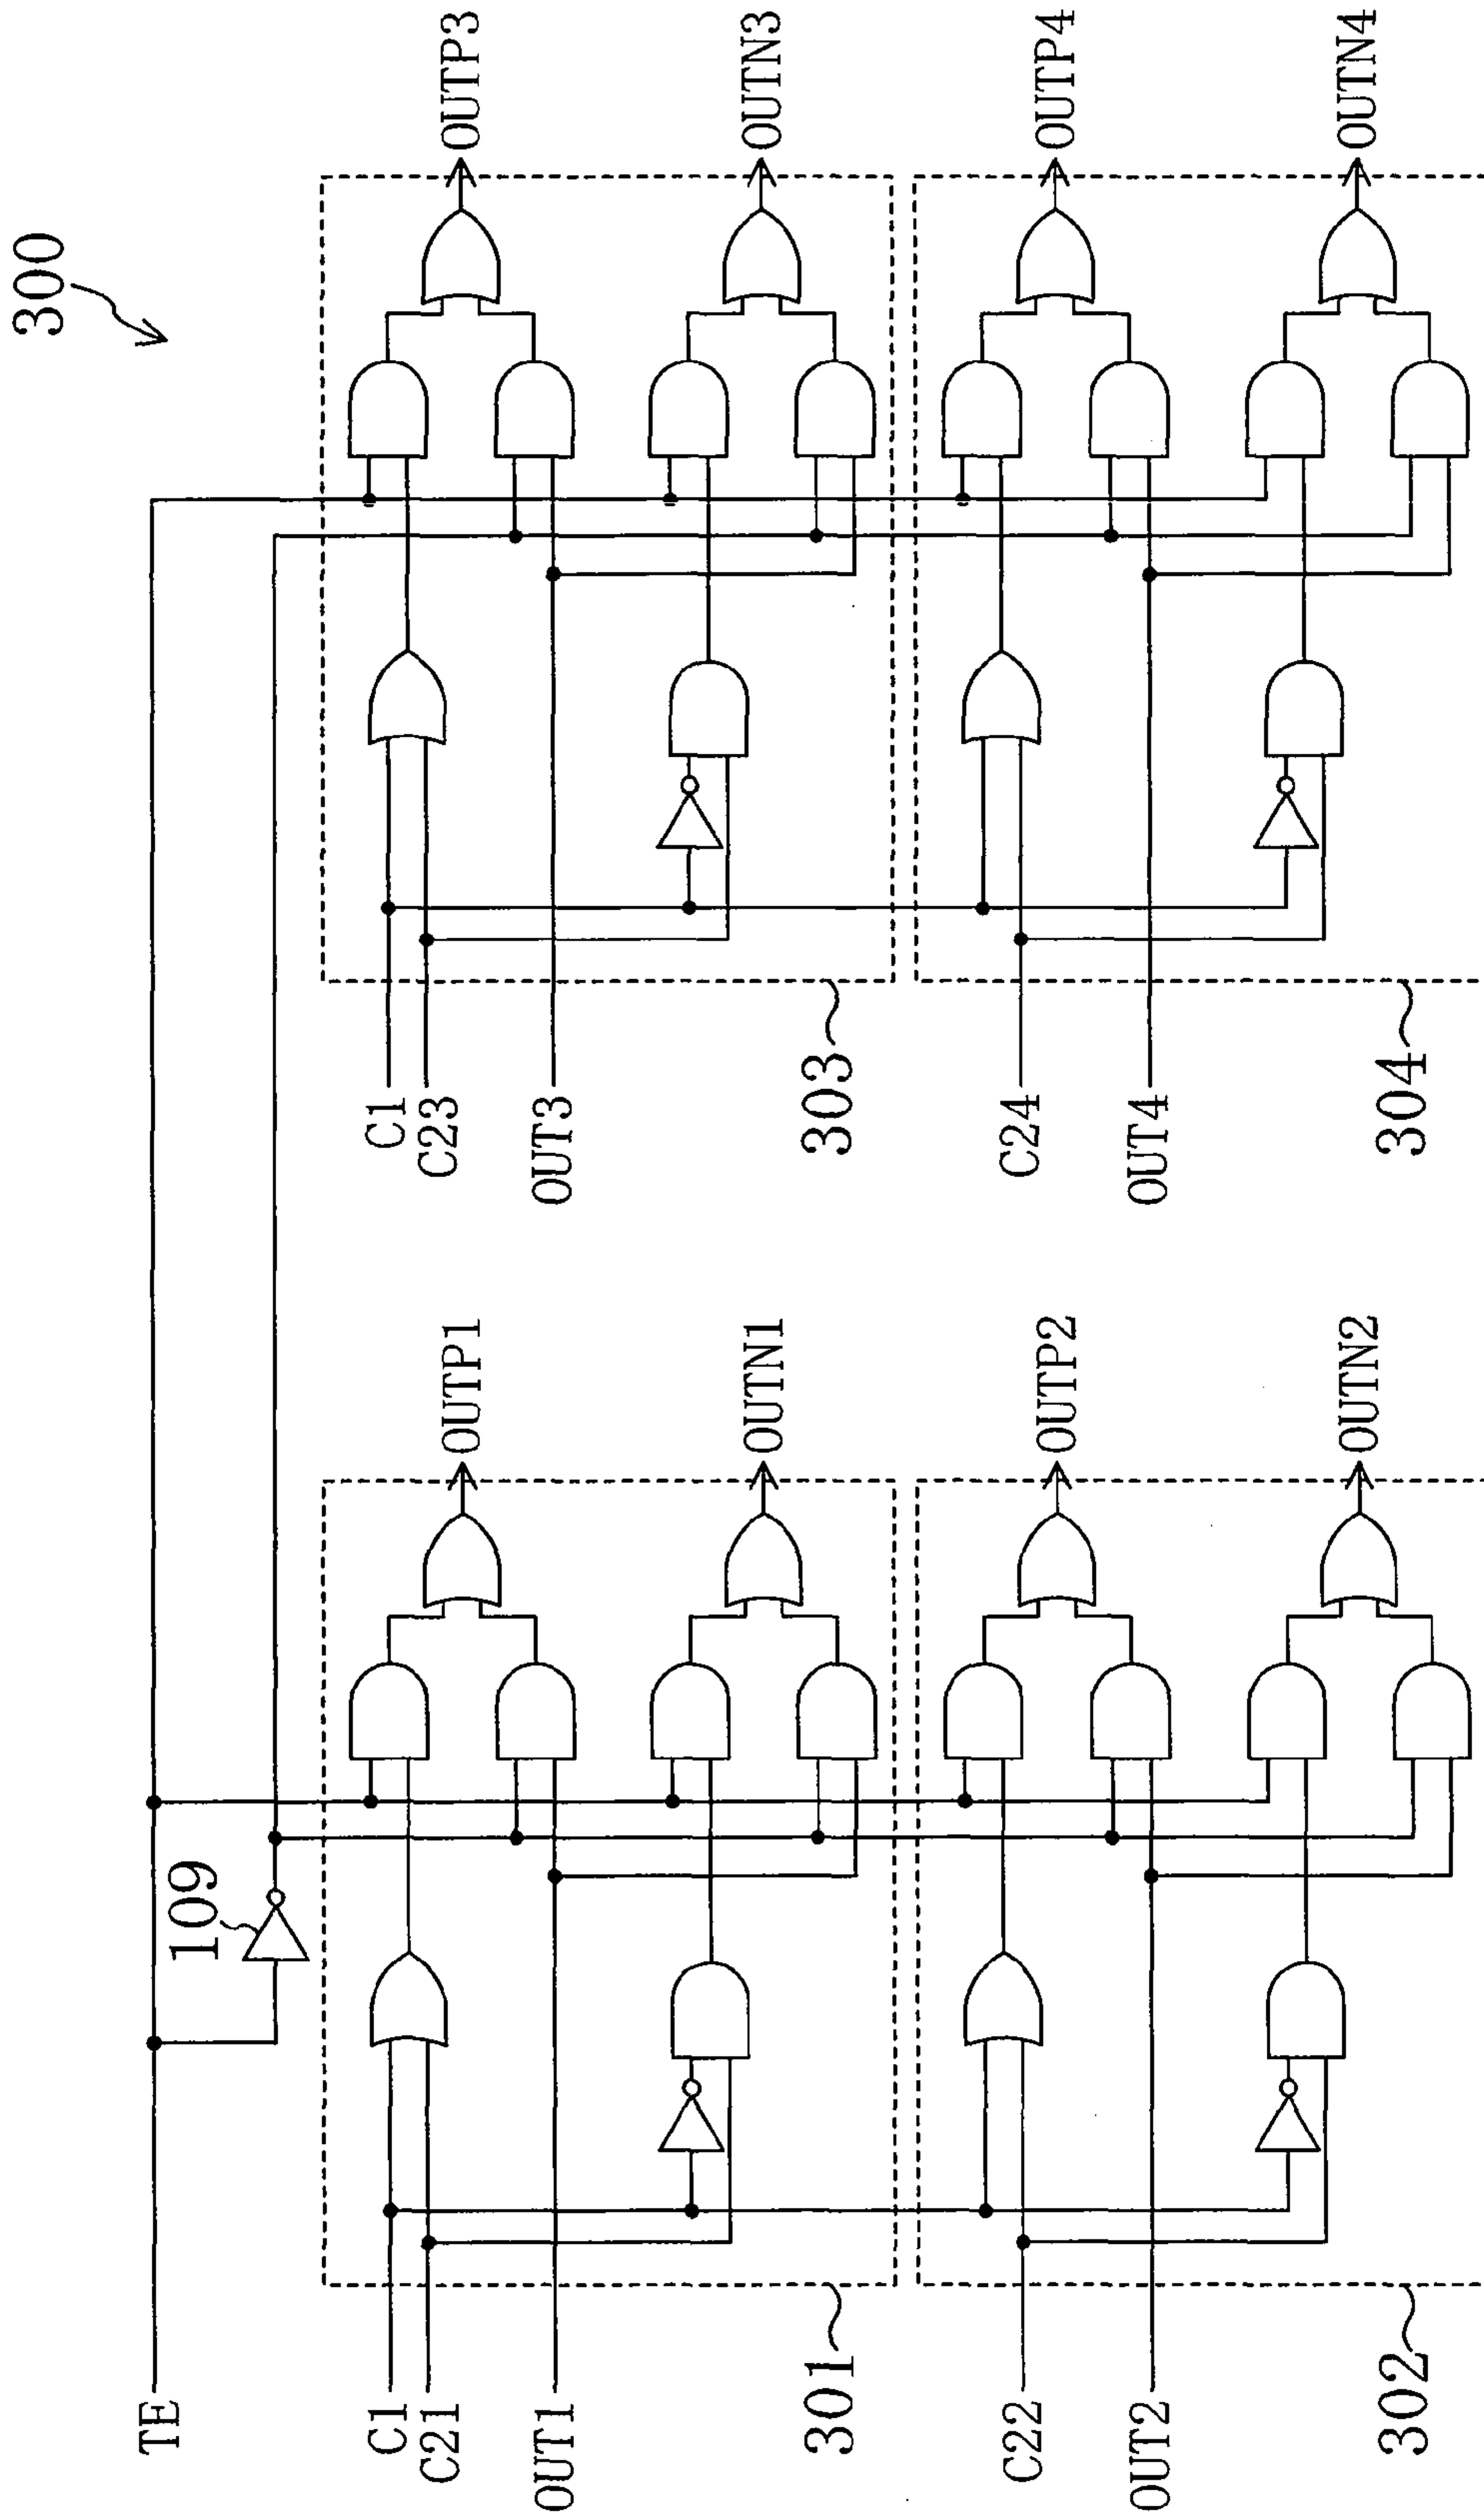 300
TE
109
C1
C21
OUT1
301
OUTP1
OUTN1
C22
OUT2
302
OUTP2
OUTN2
C1
C23
OUT3
303
OUTP3
OUTN3
C24
OUT4
304
OUTP4
OUTN4